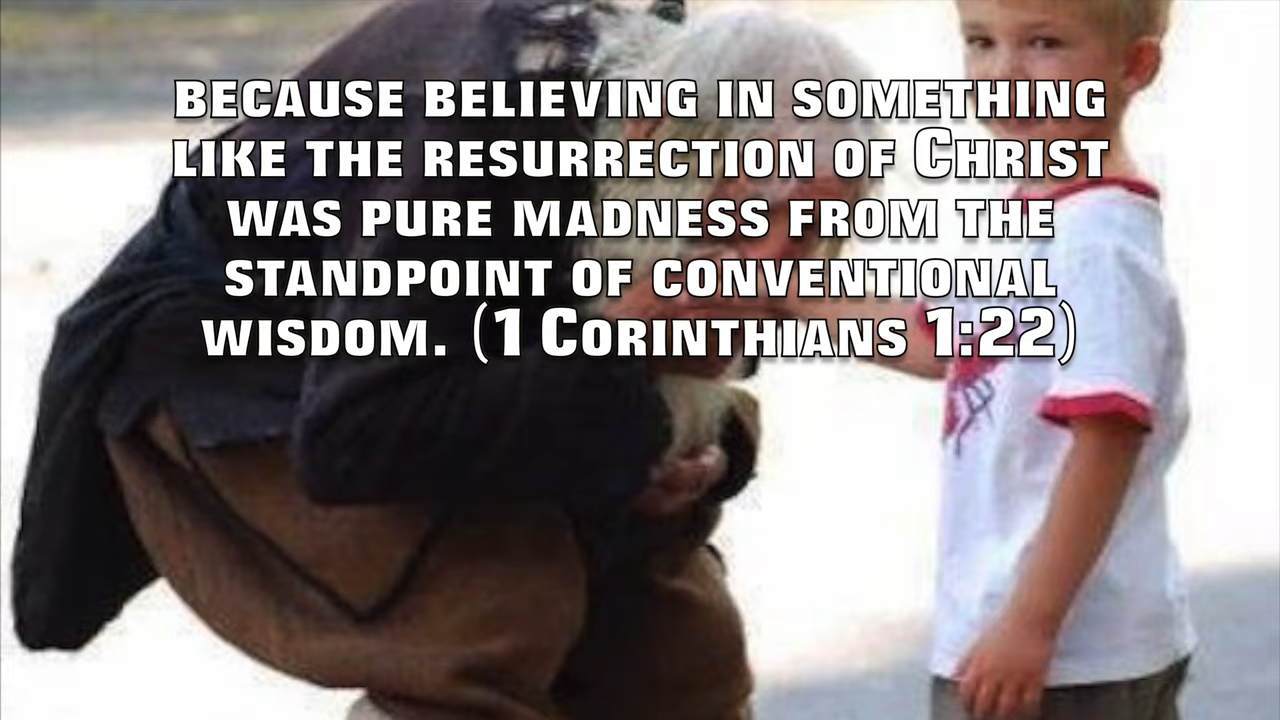 because believing in something
like the resurrection of Christ
was pure madness from the
standpoint of conventional
wisdom. (1 Corinthians 1:22)